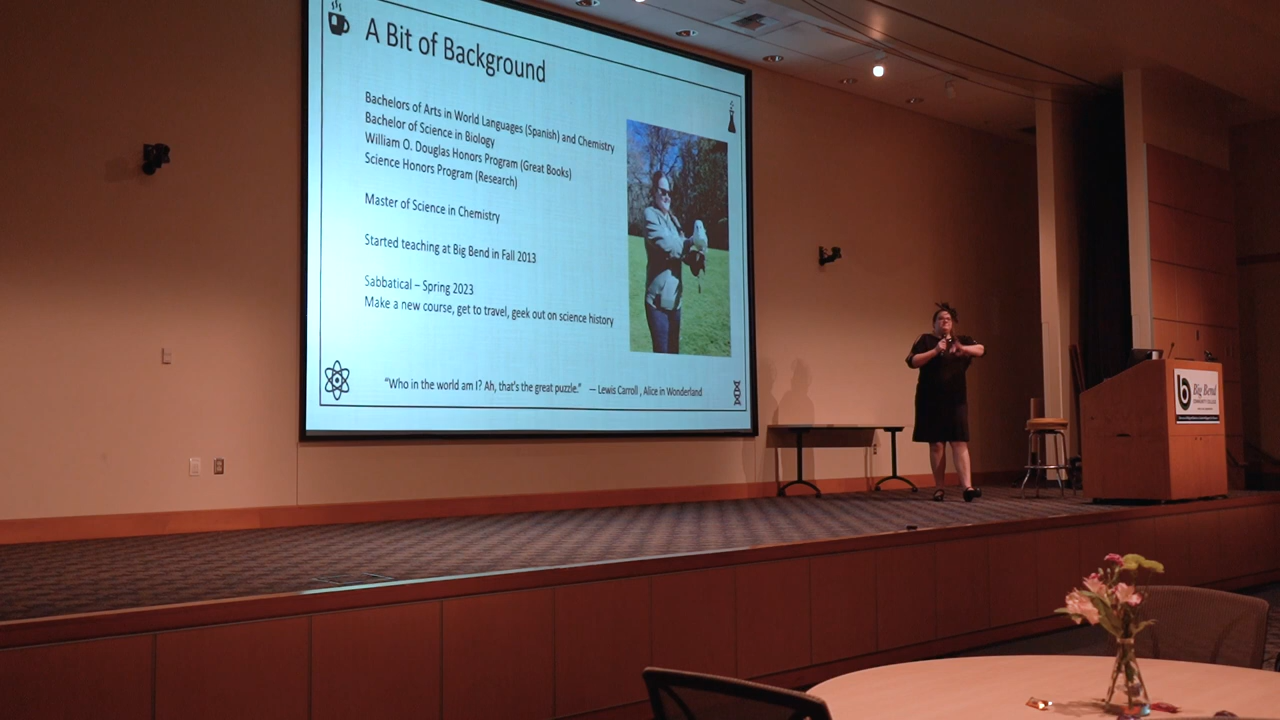 A Bit of Background
Bachelors of Arts in World Languages (Spanish) and Chemistry
Bachelor of Science in Biology
William O. Douglas Honors Program (Great Books)
Science Honors Program (Research)
Master of Science in Chemistry
Started teaching at Big Bend in Fall 2013
Sabbatical – Spring 2023
Make a new course, get to travel, geek out on science history
“Who in the world am I? Ah, that's the great puzzle.” — Lewis Carroll , Alice in Wonderland
Big Bend
COMMUNITY COLLEGE